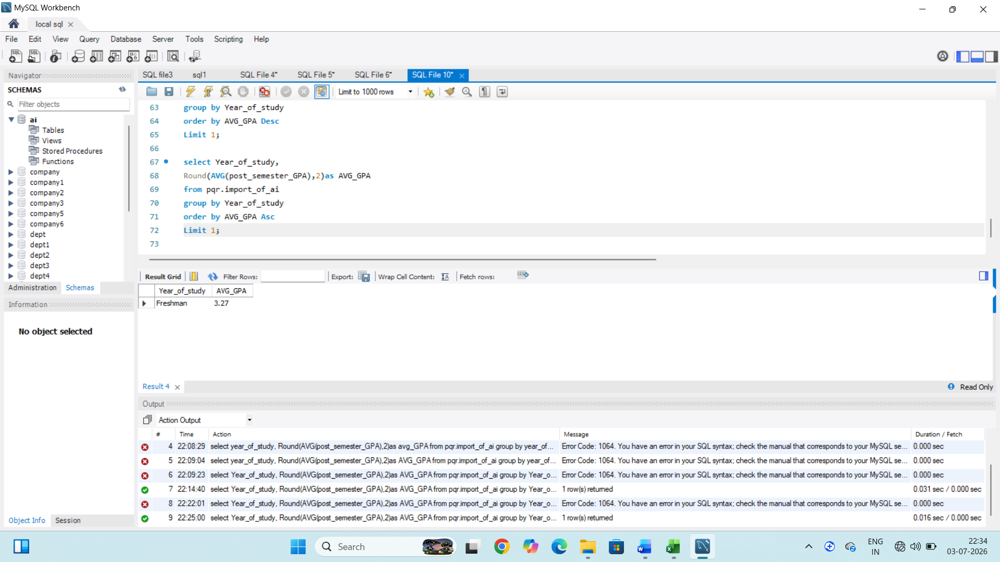 MySQL Workbench
local sql
File Edit View Query Database Server Tools Scripting Help
Navigator
SCHEMAS
Filter objects
ai
Tables
Views
Stored Procedures
Functions
company
company1
company2
company3
company5
company6
dept
dept1
dept2
dept3
dept4
Administration Schemas
Information
No object selected
Object Info Session
SQL file3 sql1 SQL File 4* SQL File 5* SQL File 6* SQL File 10*
Limit to 1000 rows
63 group by Year_of_study
64 order by AVG_GPA Desc
65 Limit 1;
66
67 select Year_of_study,
68 Round(AVG(post_semester_GPA),2)as AVG_GPA
69 from pqr.import_of_ai
70 group by Year_of_study
71 order by AVG_GPA Asc
72 Limit 1;
73
Result Grid Filter Rows: Export: Wrap Cell Content: Fetch rows:
Year_of_study AVG_GPA
Freshman 3.27
Result 4 Read Only
Output
Action Output
# Time Action Message Duration / Fetch
4 22:08:29 select year_of_study, Round(AVG(post_semester_GPA),2)as avg_GPA from pqr.import_of_ai group by year_of... Error Code: 1064. You have an error in your SQL syntax; check the manual that corresponds to your MySQL se... 0.000 sec
5 22:09:04 select year_of_study, Round(AVG(post_semester_GPA),2)as AVG_GPA from pqr.import_of_ai group by year_of... Error Code: 1064. You have an error in your SQL syntax; check the manual that corresponds to your MySQL se... 0.000 sec
6 22:09:23 select Year_of_study, Round(AVG(post_semester_GPA),2)as AVG_GPA from pqr.import_of_ai group by Year_o... Error Code: 1064. You have an error in your SQL syntax; check the manual that corresponds to your MySQL se... 0.000 sec
7 22:14:40 select Year_of_study, Round(AVG(post_semester_GPA),2)as AVG_GPA from pqr.import_of_ai group by Year_o... 1 row(s) returned 0.031 sec / 0.000 sec
8 22:22:01 select Year_of_study, Round(AVG(post_semester_GPA),2)as AVG_GPA from pqr.import_of_ai group by Year_o... Error Code: 1064. You have an error in your SQL syntax; check the manual that corresponds to your MySQL se... 0.000 sec
9 22:25:00 select Year_of_study, Round(AVG(post_semester_GPA),2)as AVG_GPA from pqr.import_of_ai group by Year_o... 1 row(s) returned 0.016 sec / 0.000 sec
Search
ENG
IN
22:34
03-07-2026